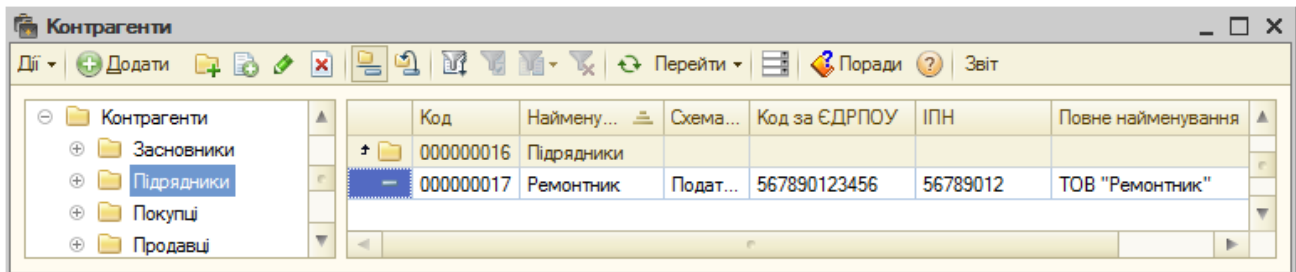 Контрагенти
Дії Додати Перейти Поради Звіт
Контрагенти
Засновники
Підрядники
Покупці
Продавці
Код Наймену... Схема... Код за ЄДРПОУ ІПН Повне найменування
000000016 Підрядники
000000017 Ремонтник Подат... 567890123456 56789012 ТОВ "Ремонтник"